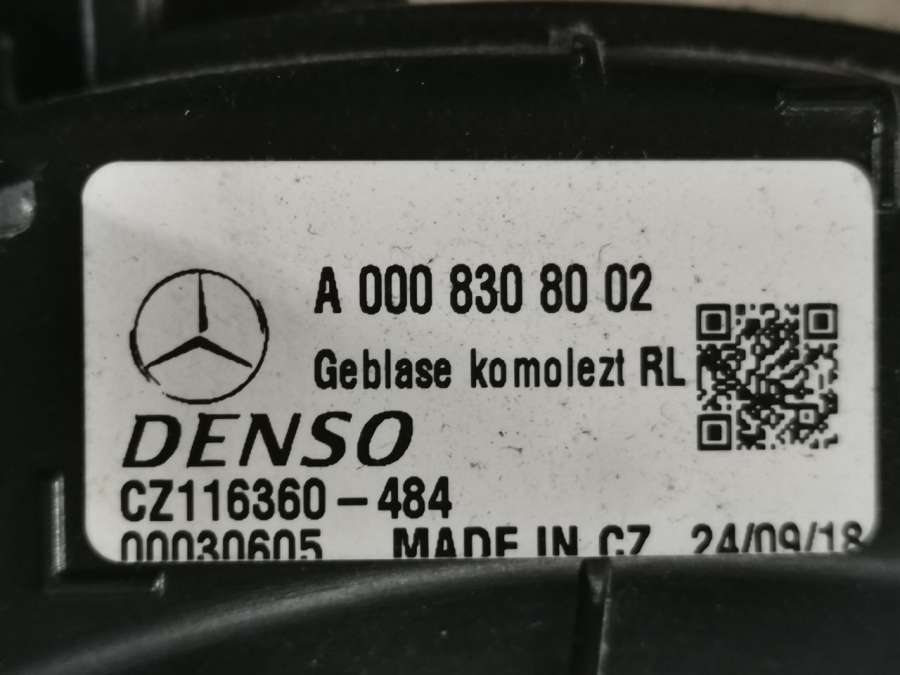 A 000 830 80 02
Geblase komolezt RL
DENSO
CZ116360-484
00030605 MADE IN CZ 24/09/18